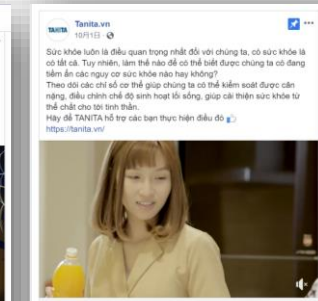 TANITA
Tanita.vn
10月1日
Sức khỏe luôn là điều quan trọng nhất đối với chúng ta, có sức khỏe là
có tất cả. Tuy nhiên, làm thế nào để có thể biết được chúng ta có đang
tiềm ẩn các nguy cơ sức khỏe nào hay không?
Theo dõi các chỉ số cơ thể giúp chúng ta có thể kiểm soát được cân
nặng, điều chỉnh chế độ sinh hoạt lối sống, giúp cải thiện sức khỏe từ
thể chất cho tới tinh thần.
Hãy để TANITA hỗ trợ các bạn thực hiện điều đó
https://tanita.vn/